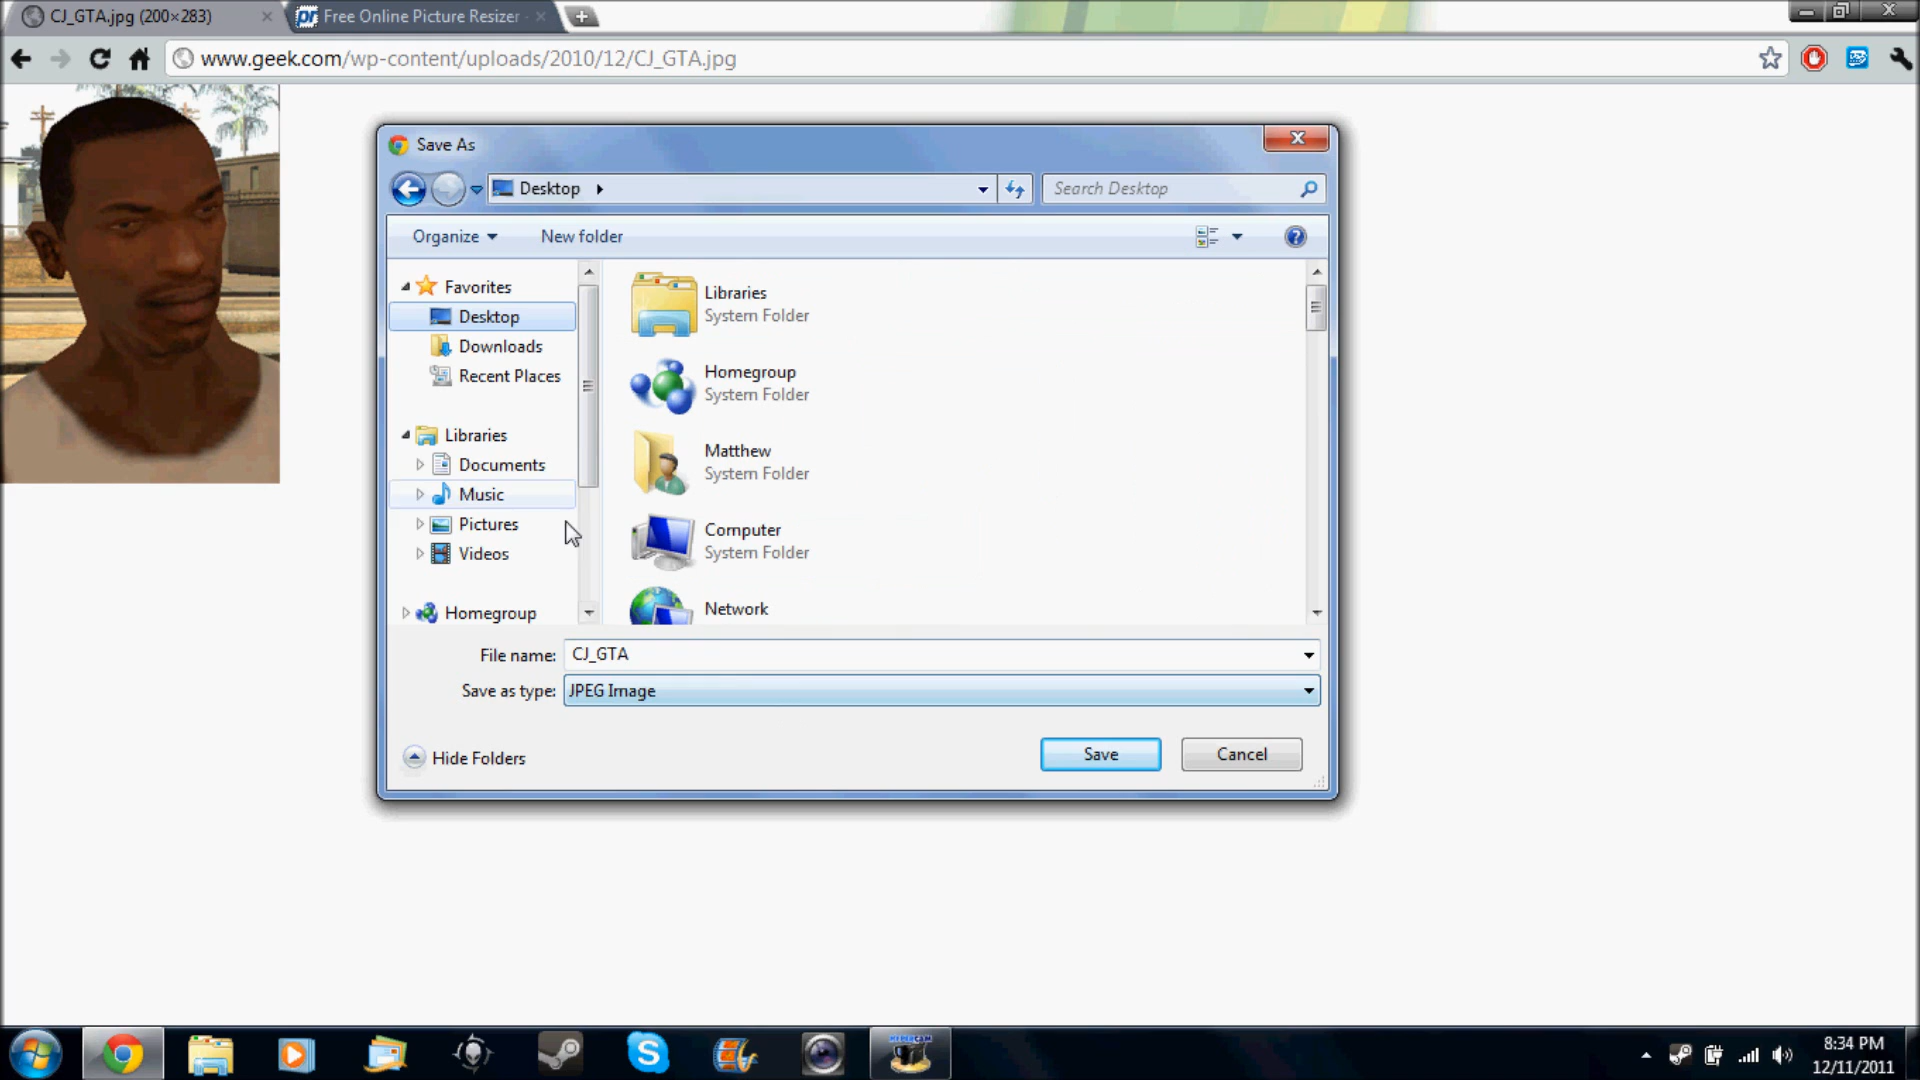 CJ_GTA.jpg (200×283)
Free Online Picture Resizer -
www.geek.com/wp-content/uploads/2010/12/CJ_GTA.jpg
Save As
Desktop
Search Desktop
Organize
New folder
Favorites
Desktop
Downloads
Recent Places
Libraries
Documents
Music
Pictures
Videos
Homegroup
Libraries
System Folder
Homegroup
System Folder
Matthew
System Folder
Computer
System Folder
Network
File name: CJ_GTA
Save as type: JPEG Image
Hide Folders
Save
Cancel
8:34 PM
12/11/2011